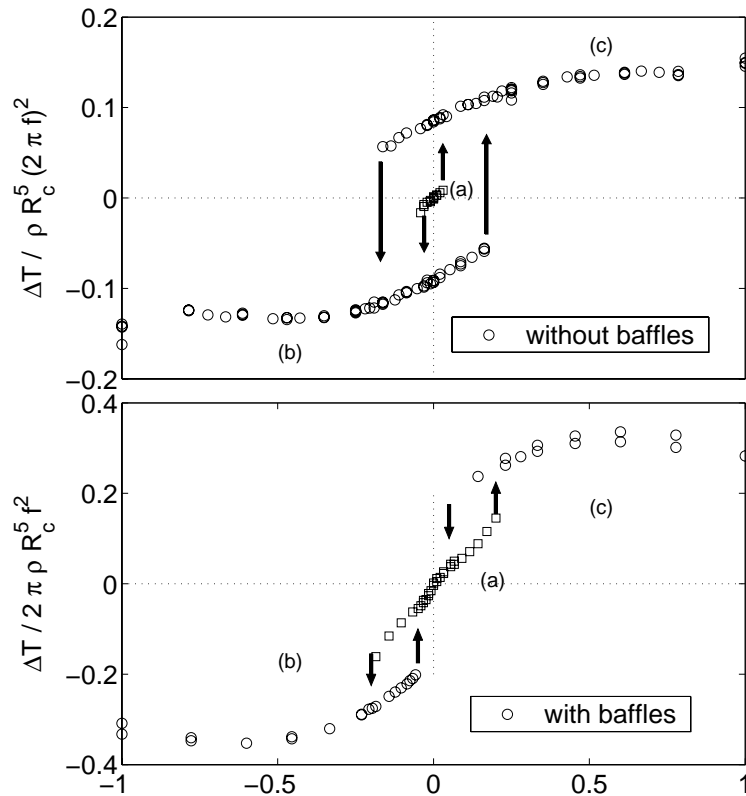 0.2
(c)
0.1
(a)
0
−0.1
without baffles
(b)
−0.2
ΔT / ρ R_c^5 (2 π f)^2
0.4
0.2
(c)
(a)
0
(b)
−0.2
with baffles
−0.4
ΔT / 2 π ρ R_c^5 f^2
−1 −0.5 0 0.5 1